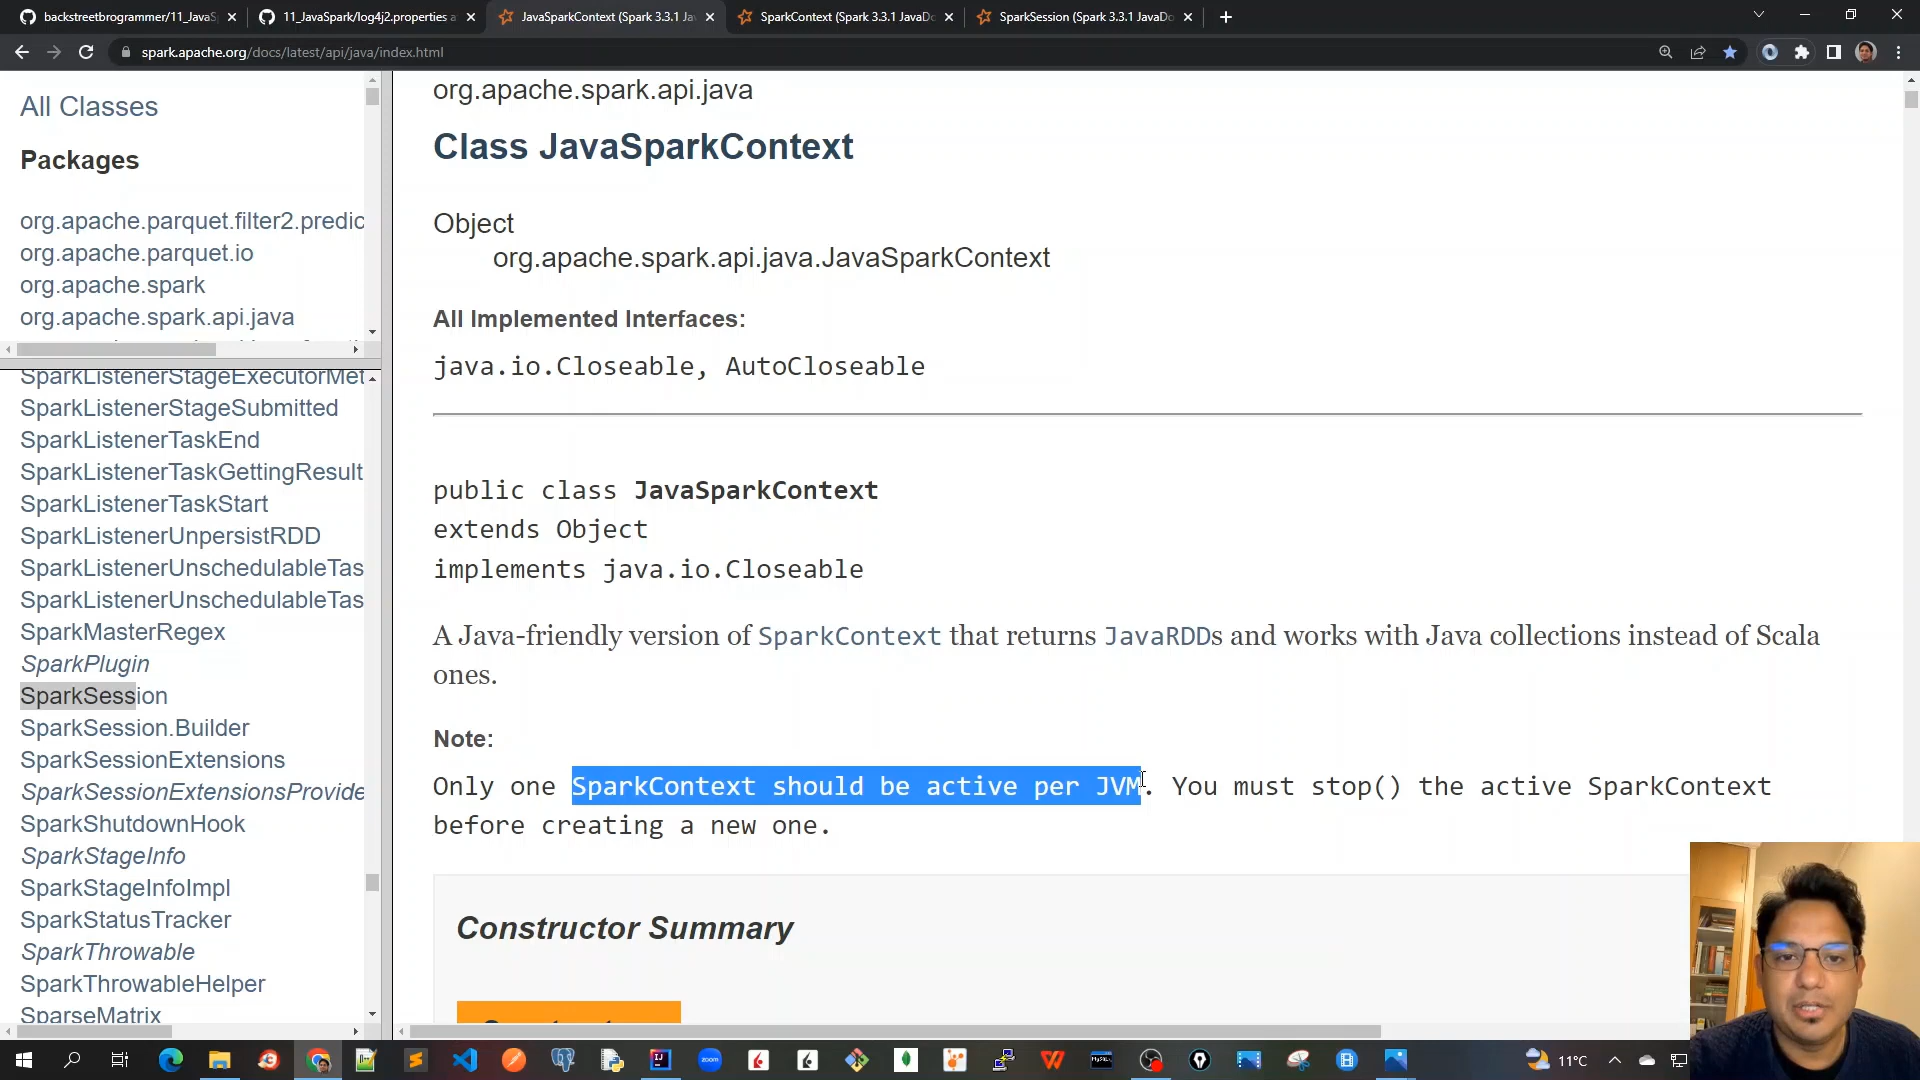 backstreetbrogrammer/11_JavaS
11_JavaSpark/log4j2.properties a
JavaSparkContext (Spark 3.3.1 Ja
SparkContext (Spark 3.3.1 JavaDo
SparkSession (Spark 3.3.1 JavaDo
spark.apache.org/docs/latest/api/java/index.html
All Classes
Packages
org.apache.parquet.filter2.predic
org.apache.parquet.io
org.apache.spark
org.apache.spark.api.java
SparkListenerStageExecutorMet
SparkListenerStageSubmitted
SparkListenerTaskEnd
SparkListenerTaskGettingResult
SparkListenerTaskStart
SparkListenerUnpersistRDD
SparkListenerUnschedulableTas
SparkListenerUnschedulableTas
SparkMasterRegex
SparkPlugin
SparkSession
SparkSession.Builder
SparkSessionExtensions
SparkSessionExtensionsProvide
SparkShutdownHook
SparkStageInfo
SparkStageInfoImpl
SparkStatusTracker
SparkThrowable
SparkThrowableHelper
SparseMatrix
org.apache.spark.api.java
Class JavaSparkContext
Object
org.apache.spark.api.java.JavaSparkContext
All Implemented Interfaces:
java.io.Closeable, AutoCloseable
public class JavaSparkContext
extends Object
implements java.io.Closeable
A Java-friendly version of SparkContext that returns JavaRDDs and works with Java collections instead of Scala
ones.
Note:
Only one SparkContext should be active per JVM. You must stop() the active SparkContext
before creating a new one.
Constructor Summary
11°C